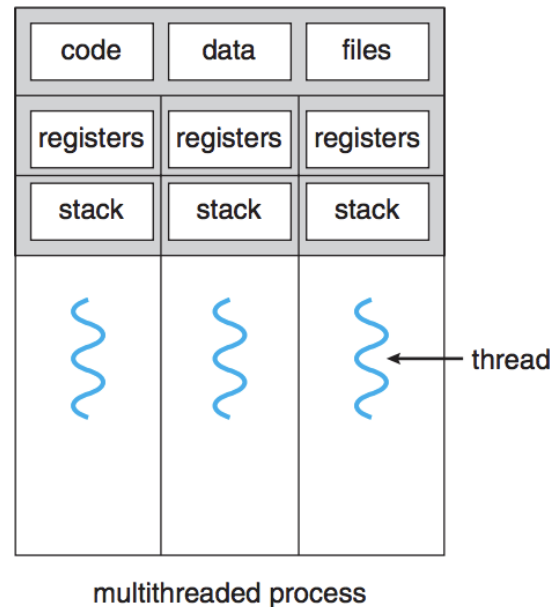 code data files
registers registers registers
stack stack stack
thread
multithreaded process